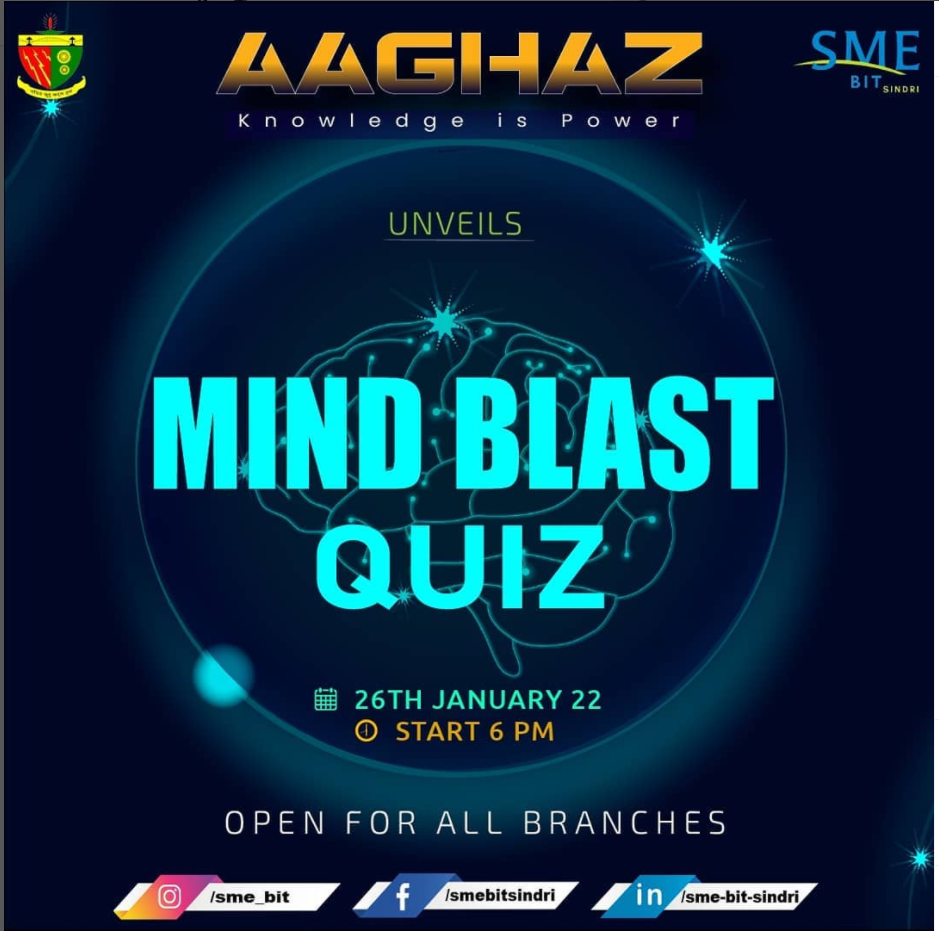 AAGHAZ
Knowledge is Power
SME
BIT SINDRI
UNVEILS
MIND BLAST
QUIZ
26TH JANUARY 22
START 6 PM
OPEN FOR ALL BRANCHES
/sme_bit
/smebitsindri
in /sme-bit-sindri